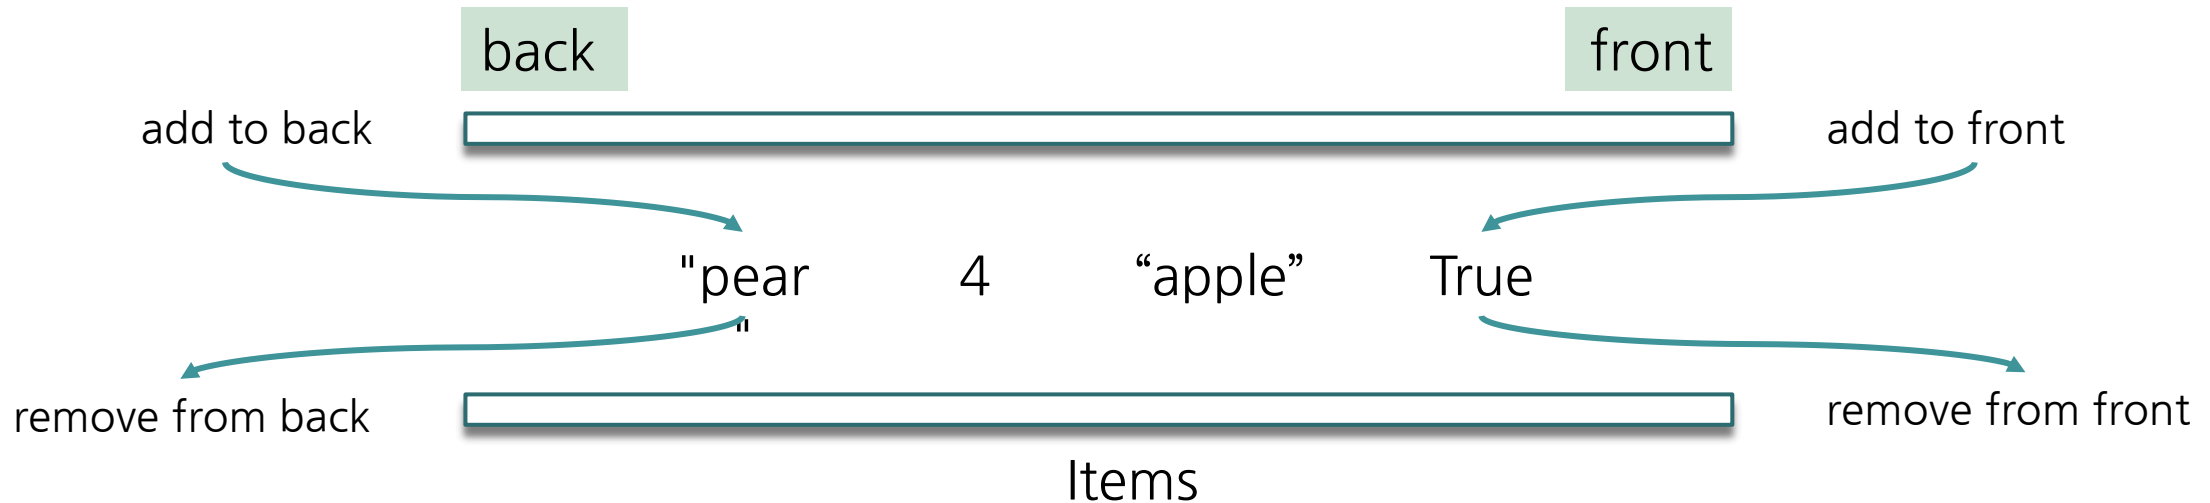 back front
add to back add to front
"pear 4 “apple” True
"
remove from back remove from front
Items